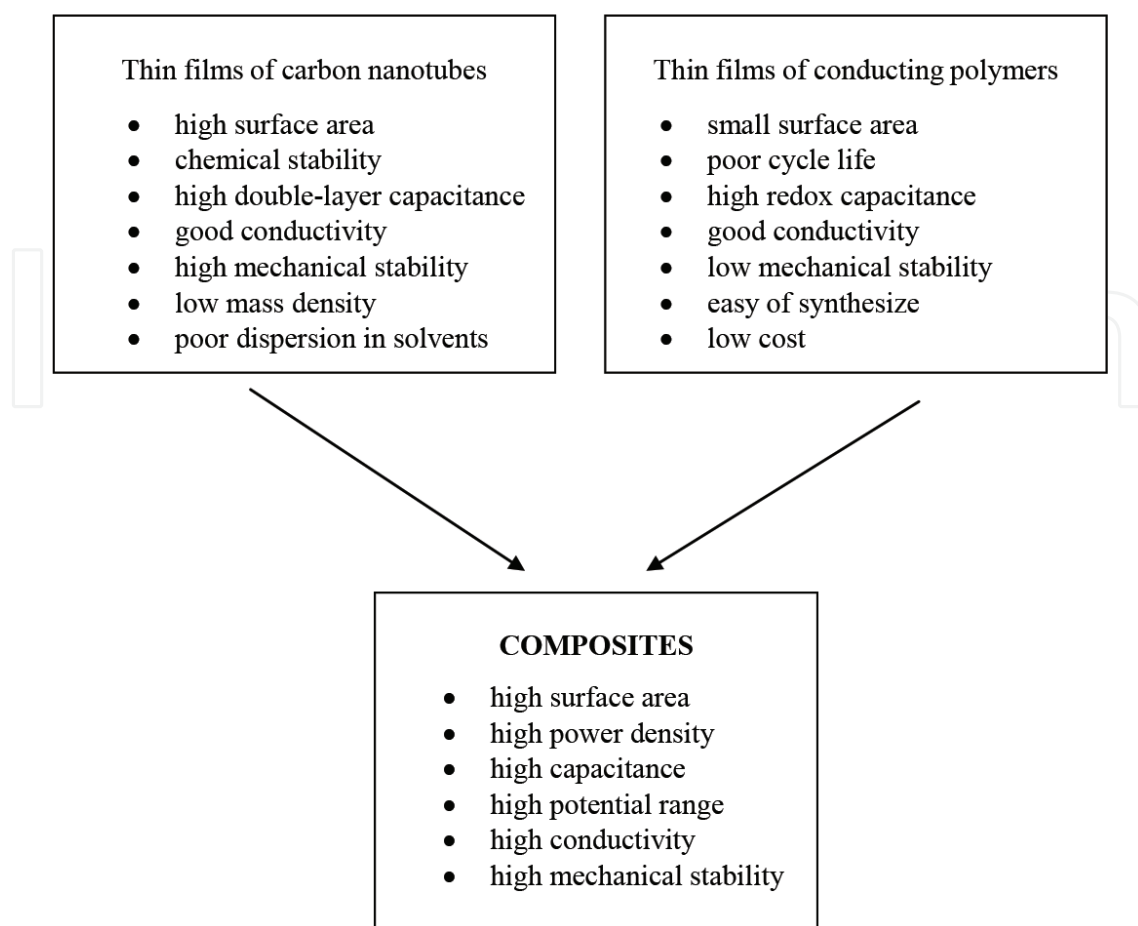 Thin films of carbon nanotubes
• high surface area
• chemical stability
• high double-layer capacitance
• good conductivity
• high mechanical stability
• low mass density
• poor dispersion in solvents
Thin films of conducting polymers
• small surface area
• poor cycle life
• high redox capacitance
• good conductivity
• low mechanical stability
• easy of synthesize
• low cost
COMPOSITES
• high surface area
• high power density
• high capacitance
• high potential range
• high conductivity
• high mechanical stability